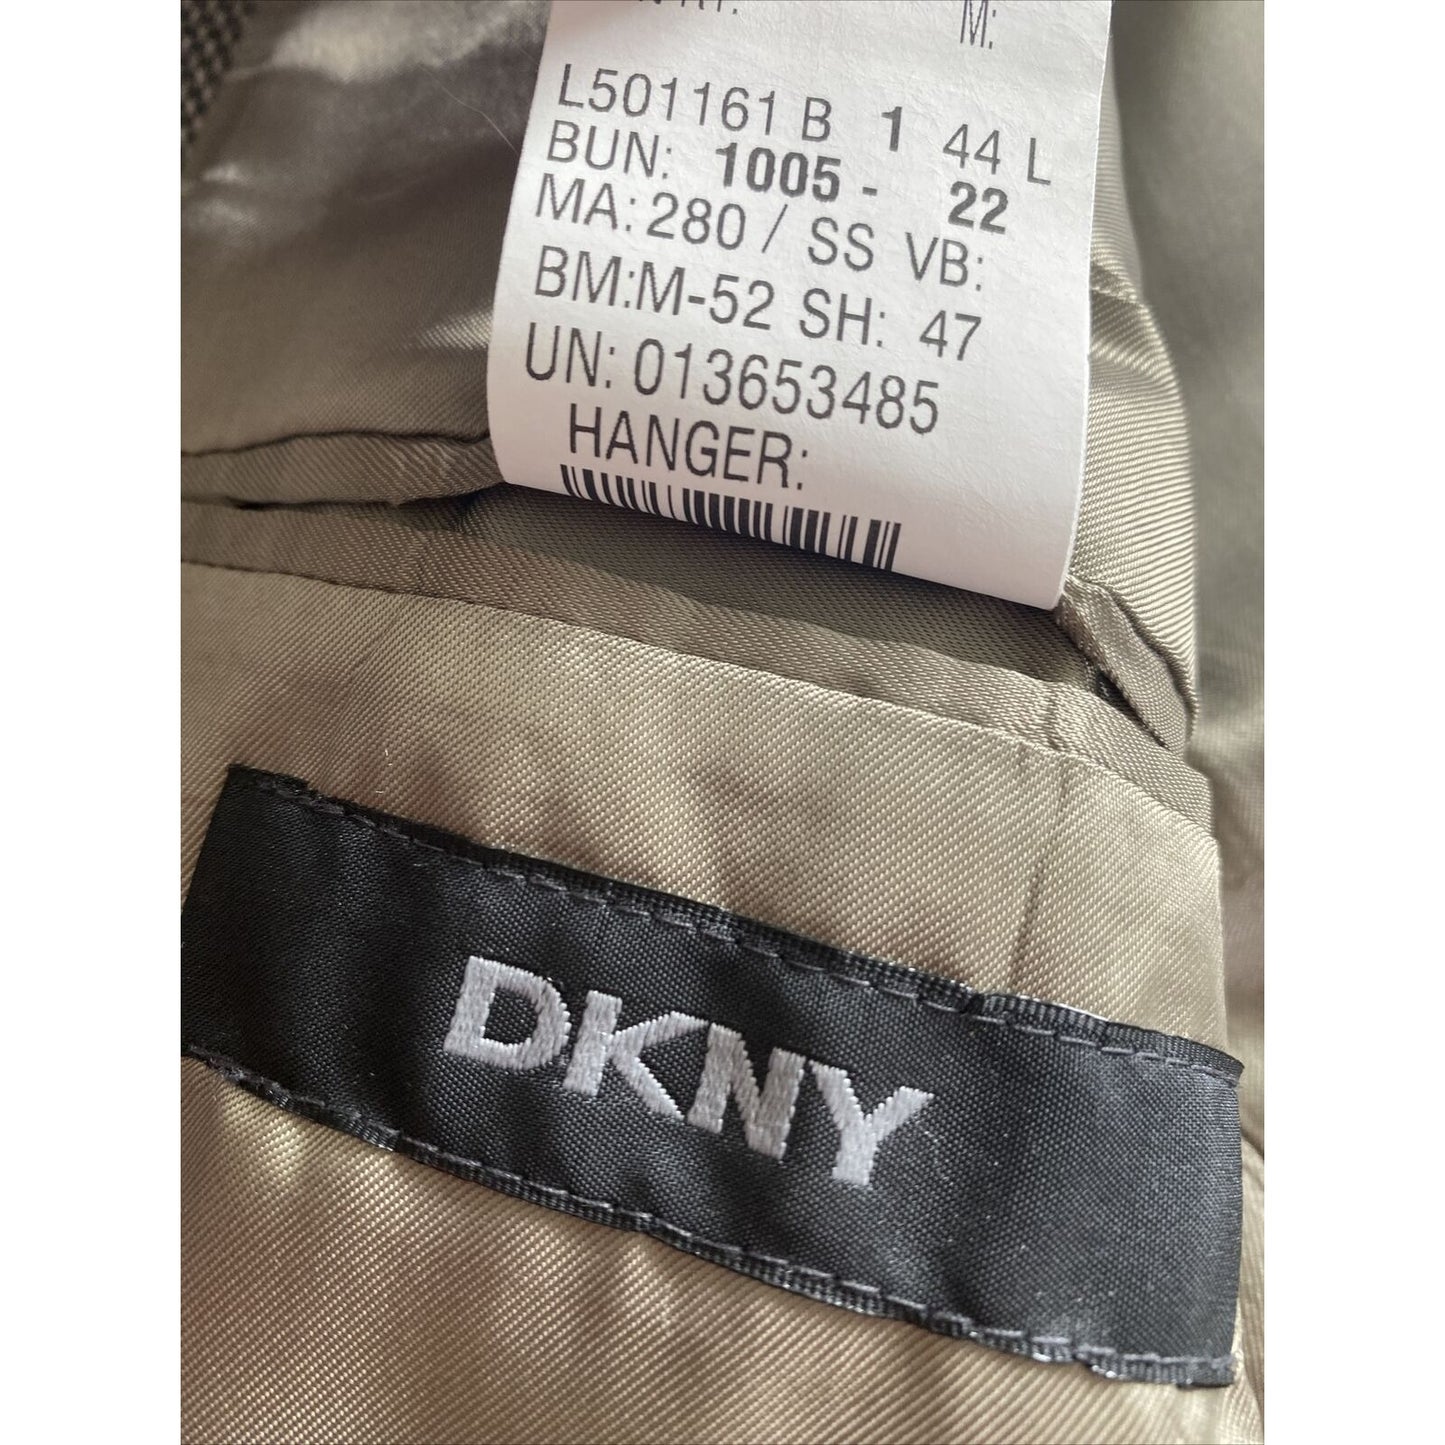 M:
L501161 B 1 44 L
BUN: 1005 - 22
MA: 280 / SS VB:
BM:M-52 SH: 47
UN: 013653485
HANGER:
DKNY